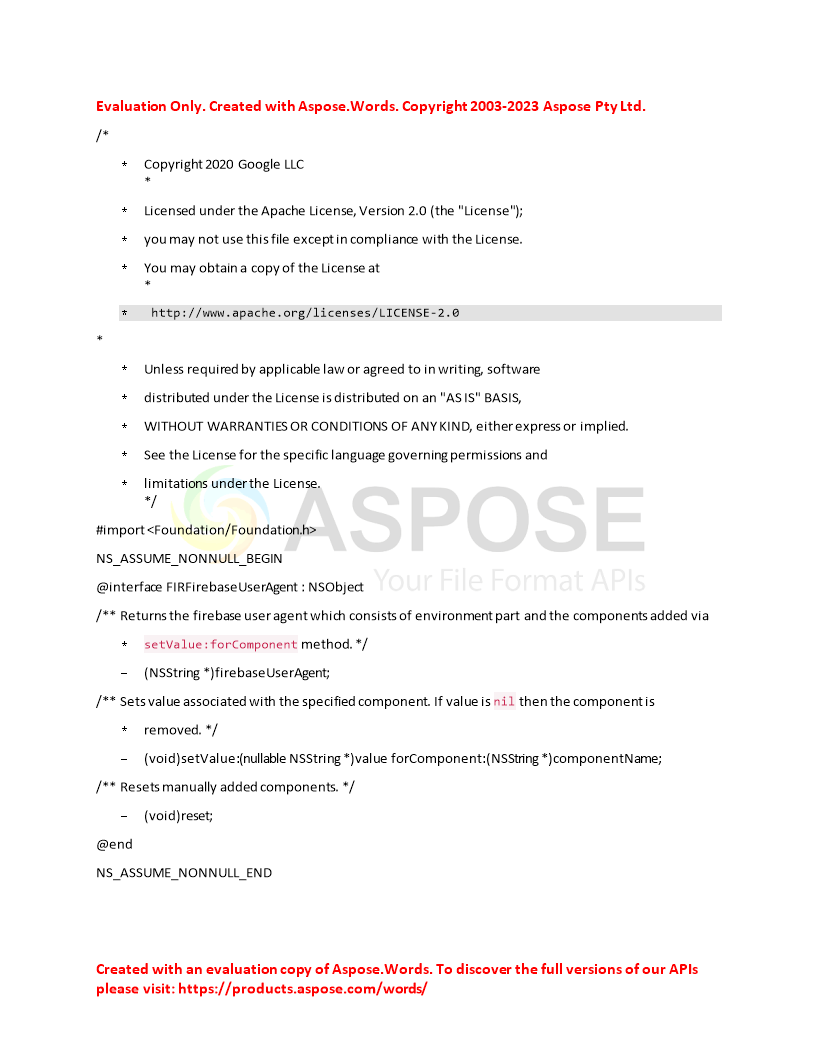 Evaluation Only. Created with Aspose.Words. Copyright 2003-2023 Aspose Pty Ltd.
/*
* Copyright 2020 Google LLC
*
* Licensed under the Apache License, Version 2.0 (the "License");
* you may not use this file except in compliance with the License.
* You may obtain a copy of the License at
*
* http://www.apache.org/licenses/LICENSE-2.0
*
* Unless required by applicable law or agreed to in writing, software
* distributed under the License is distributed on an "AS IS" BASIS,
* WITHOUT WARRANTIES OR CONDITIONS OF ANY KIND, either express or implied.
* See the License for the specific language governing permissions and
* limitations under the License.
*/
ASPOSE
Your File Format APIs
#import <Foundation/Foundation.h>
NS_ASSUME_NONNULL_BEGIN
@interface FIRFirebaseUserAgent : NSObject
/** Returns the firebase user agent which consists of environment part and the components added via
* setValue:forComponent method. */
– (NSString *)firebaseUserAgent;
/** Sets value associated with the specified component. If value is nil then the component is
* removed. */
– (void)setValue:(nullable NSString *)value forComponent:(NSString *)componentName;
/** Resets manually added components. */
– (void)reset;
@end
NS_ASSUME_NONNULL_END
Created with an evaluation copy of Aspose.Words. To discover the full versions of our APIs
please visit: https://products.aspose.com/words/